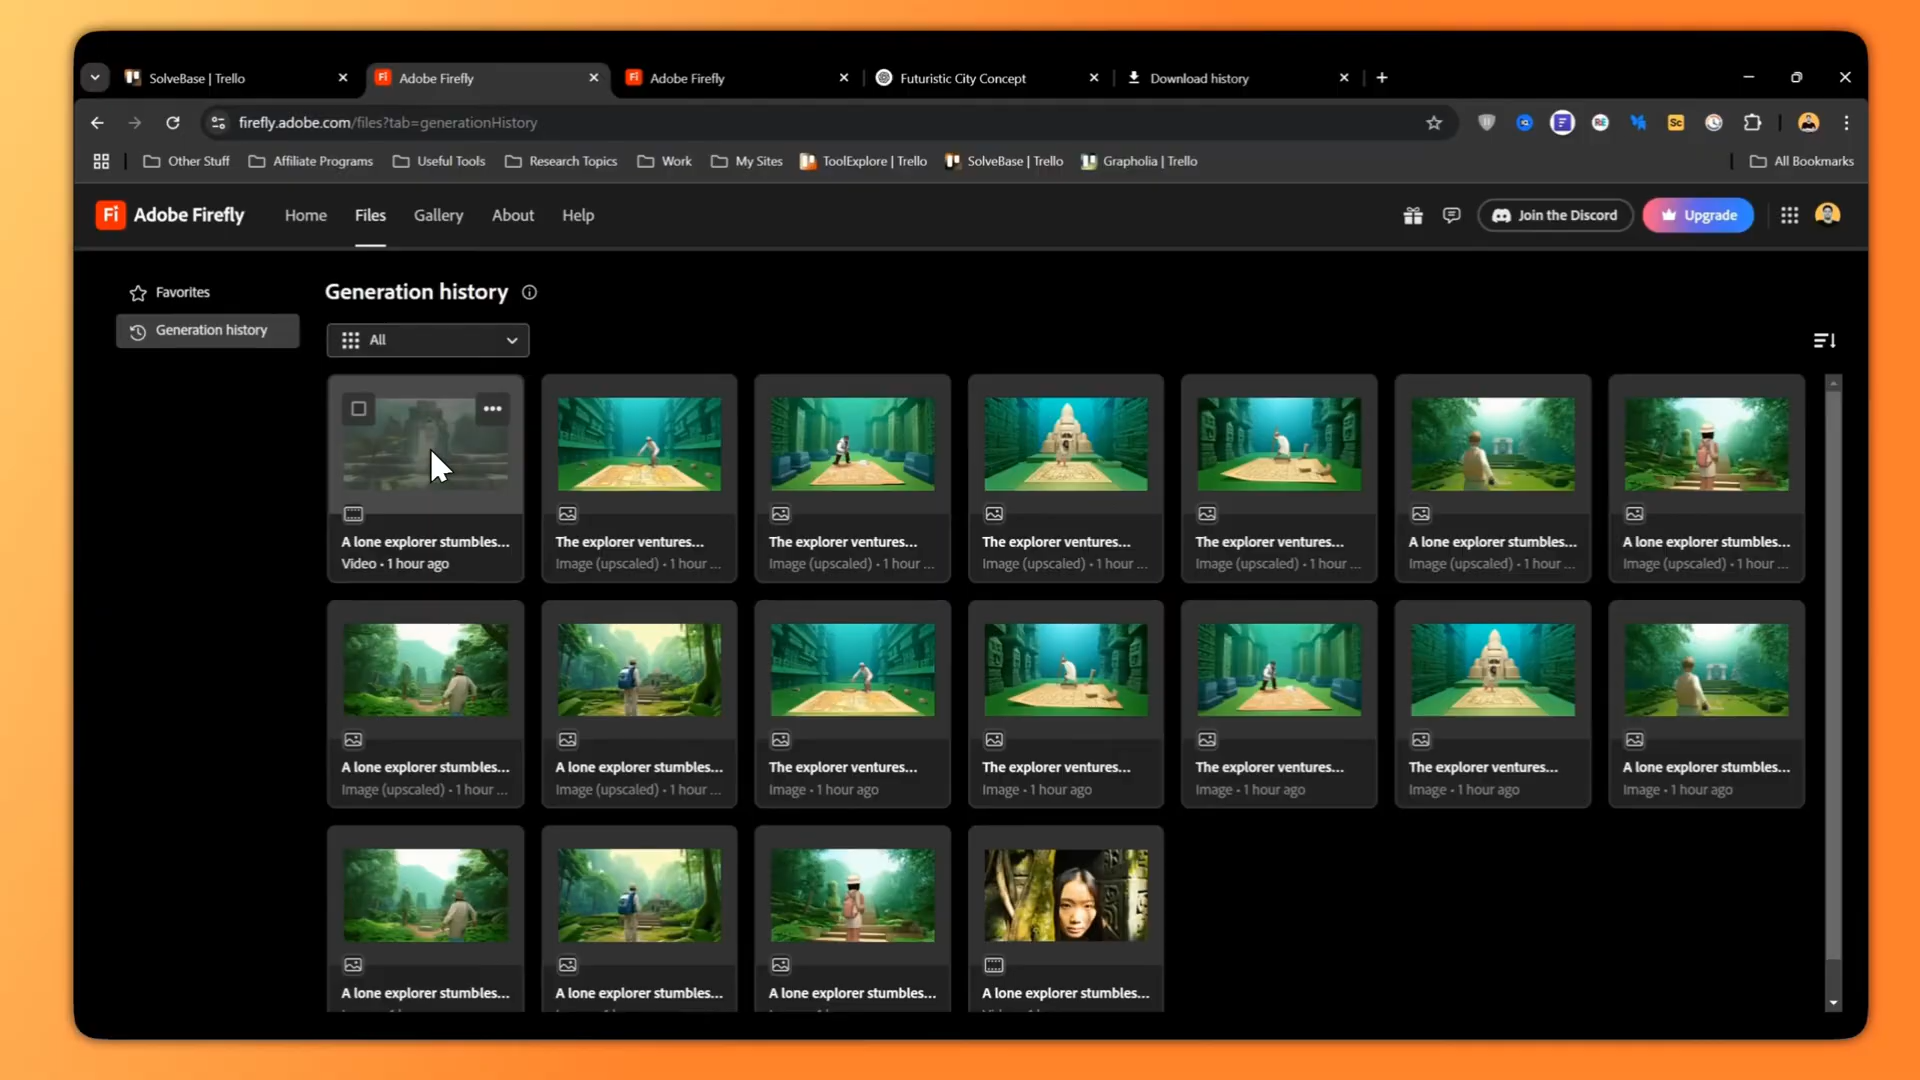 SolveBase | Trello
Adobe Firefly
Adobe Firefly
Futuristic City Concept
Download history
firefly.adobe.com/files?tab=generationHistory
Other Stuff
Affiliate Programs
Useful Tools
Research Topics
Work
My Sites
ToolExplore | Trello
SolveBase | Trello
Grapholia | Trello
All Bookmarks
Fi Adobe Firefly
Home
Files
Gallery
About
Help
Join the Discord
Upgrade
Favorites
Generation history
Generation history
All
A lone explorer stumbles...
Video • 1 hour ago
The explorer ventures...
Image (upscaled) • 1 hour ...
The explorer ventures...
Image (upscaled) • 1 hour ...
The explorer ventures...
Image (upscaled) • 1 hour ...
The explorer ventures...
Image (upscaled) • 1 hour ...
A lone explorer stumbles...
Image (upscaled) • 1 hour ...
A lone explorer stumbles...
Image (upscaled) • 1 hour ...
A lone explorer stumbles...
Image (upscaled) • 1 hour ...
A lone explorer stumbles...
Image (upscaled) • 1 hour ...
The explorer ventures...
Image • 1 hour ago
The explorer ventures...
Image • 1 hour ago
The explorer ventures...
Image • 1 hour ago
The explorer ventures...
Image • 1 hour ago
A lone explorer stumbles...
Image • 1 hour ago
A lone explorer stumbles...
A lone explorer stumbles...
A lone explorer stumbles...
A lone explorer stumbles...